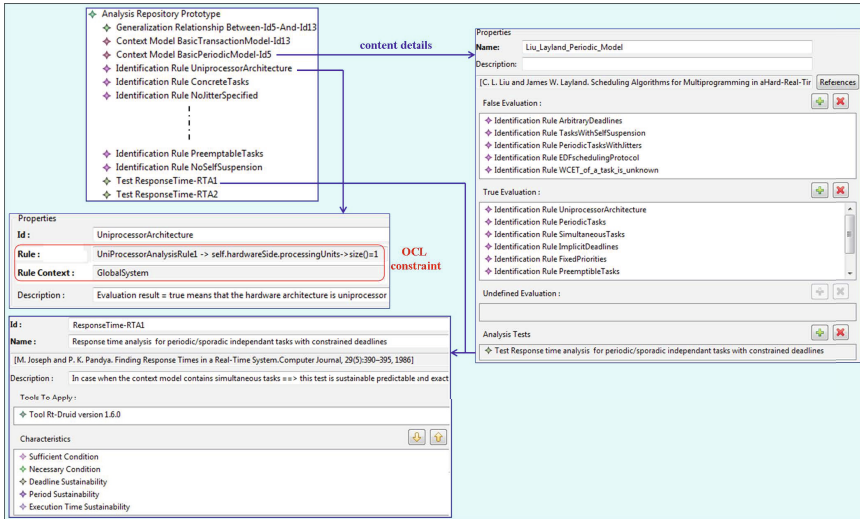 Analysis Repository Prototype
Generalization Relationship Between-Id5-And-Id13
Context Model BasicTransactionModel-Id13
Context Model BasicPeriodicModel-Id5
Identification Rule UniprocessorArchitecture
Identification Rule ConcreteTasks
Identification Rule NoJitterSpecified
Identification Rule PreemptableTasks
Identification Rule NoSelfSuspension
Test ResponseTime-RTA1
Test ResponseTime-RTA2
content details
Properties
Name: Liu_Layland_Periodic_Model
Description:
[C. L. Liu and James W. Layland. Scheduling Algorithms for Multiprogramming in aHard-Real-Tir References
False Evaluation :
Identification Rule ArbitraryDeadlines
Identification Rule TasksWithSelfSuspension
Identification Rule PeriodicTasksWithJitters
Identification Rule EDFschedulingProtocol
Identification Rule WCET_of_a_task_is_unknown
True Evaluation :
Identification Rule UniprocessorArchitecture
Identification Rule PeriodicTasks
Identification Rule SimultaneousTasks
Identification Rule ImplicitDeadlines
Identification Rule FixedPriorities
Identification Rule PreemptableTasks
Undefined Evaluation :
Analysis Tests
Test Response time analysis for periodic/sporadic independant tasks with constrained deadlines
Properties
Id : UniprocessorArchitecture
Rule : UniProcessorAnalysisRule1 -> self.hardwareSide.processingUnits->size()=1
Rule Context : GlobalSystem
Description : Evaluation result = true means that the hardware architecture is uniprocessor
OCL
constraint
Id : ResponseTime-RTA1
Name : Response time analysis for periodic/sporadic independant tasks with constrained deadlines
[M. Joseph and P. K. Pandya. Finding Response Times in a Real-Time System.Computer Journal, 29(5):390–395, 1986]
Description : In case when the context model contains simultaneous tasks ==> this test is sustainable predictable and exact
Tools To Apply :
Tool Rt-Druid version 1.6.0
Characteristics
Sufficient Condition
Necessary Condition
Deadline Sustainability
Period Sustainability
Execution Time Sustainability